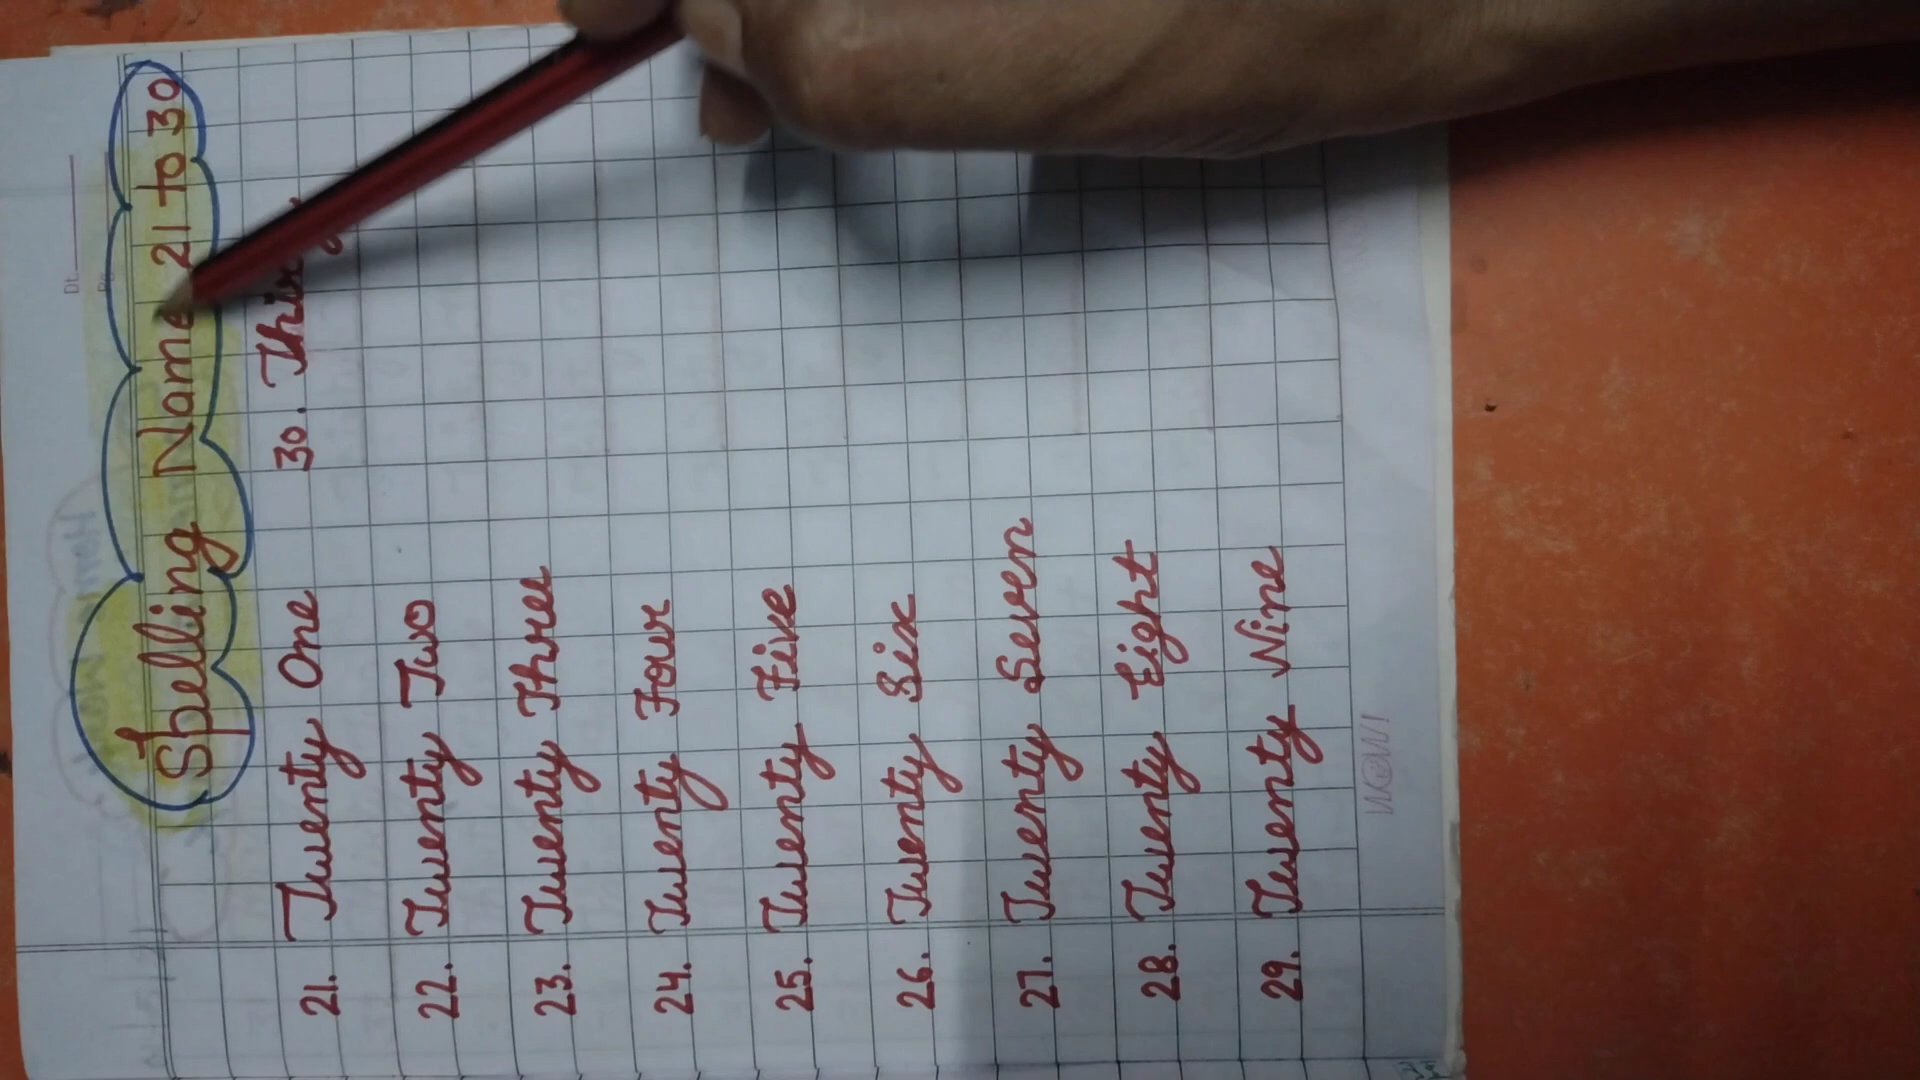 Dt.
Spelling Name 21 to 30
21. Twenty One
22. Twenty Two
23. Twenty Three
24. Twenty Four
25. Twenty Five
26. Twenty Six
27. Twenty Seven
28. Twenty Eight
29. Twenty Nine
30.